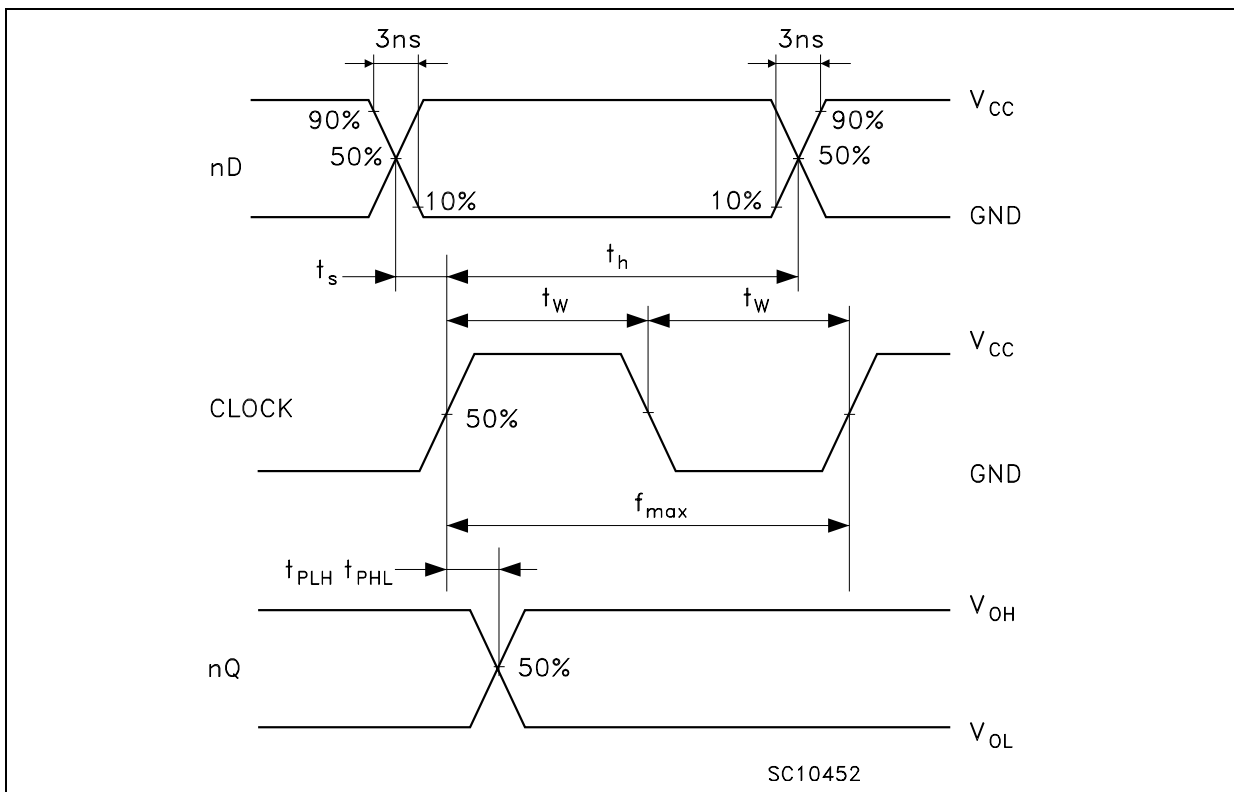 3ns 3ns
V_CC
90% 90%
nD 50% 50%
10% 10%
GND
t_s t_h
t_W t_W
V_CC
CLOCK 50%
GND
f_max
t_PLH t_PHL
V_OH
nQ 50%
V_OL
SC10452